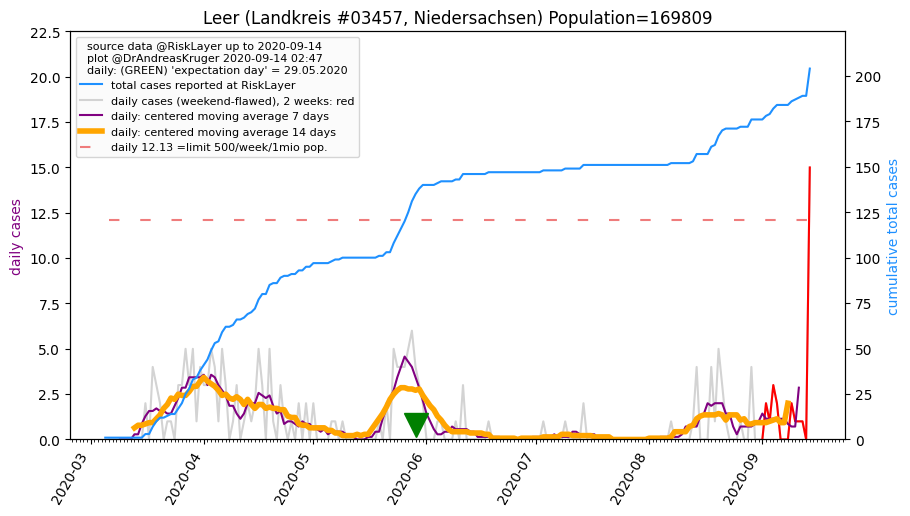 Leer (Landkreis #03457, Niedersachsen) Population=169809
source data @RiskLayer up to 2020-09-14
plot @DrAndreasKruger 2020-09-14 02:47
daily: (GREEN) 'expectation day' = 29.05.2020
total cases reported at RiskLayer
daily cases (weekend-flawed), 2 weeks: red
daily: centered moving average 7 days
daily: centered moving average 14 days
daily 12.13 =limit 500/week/1mio pop.
daily cases
22.5
20.0
17.5
15.0
12.5
10.0
7.5
5.0
2.5
0.0
cumulative total cases
200
175
150
125
100
75
50
25
0
2020-03
2020-04
2020-05
2020-06
2020-07
2020-08
2020-09